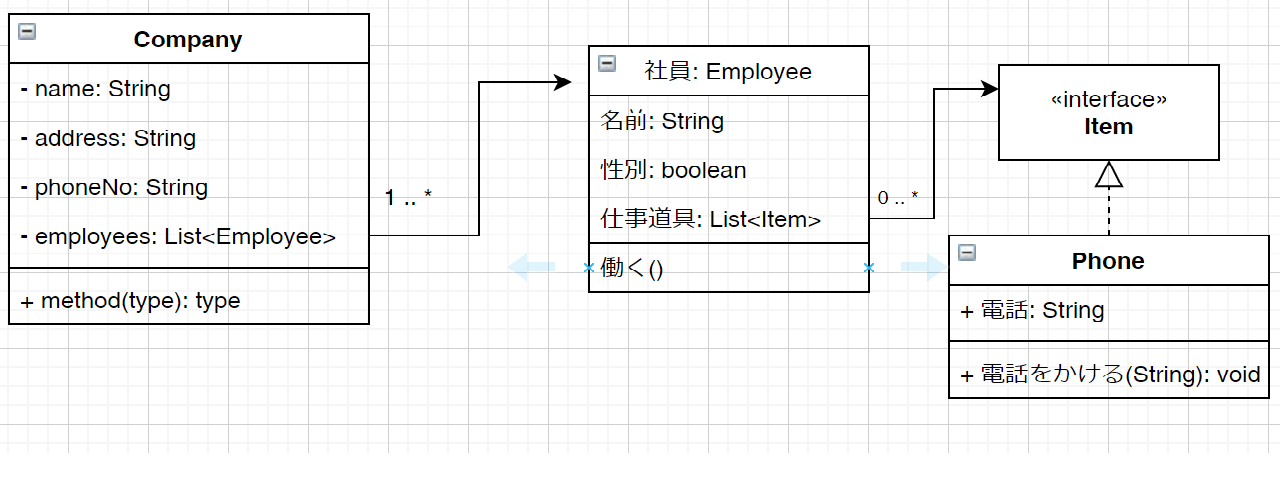 Company
- name: String
- address: String
- phoneNo: String
- employees: List<Employee>
+ method(type): type
1 .. *
社員: Employee
名前: String
性別: boolean
仕事道具: List<Item>
働く()
0 .. *
«interface»
Item
Phone
+ 電話: String
+ 電話をかける(String): void